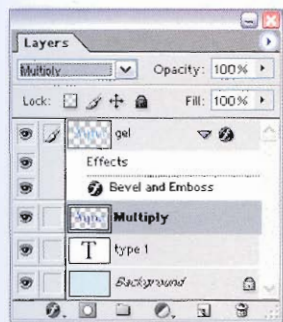 Layers
Multiply Opacity: 100%
Lock: Fill: 100%
gel
Effects
Bevel and Emboss
Multiply
T type 1
Background